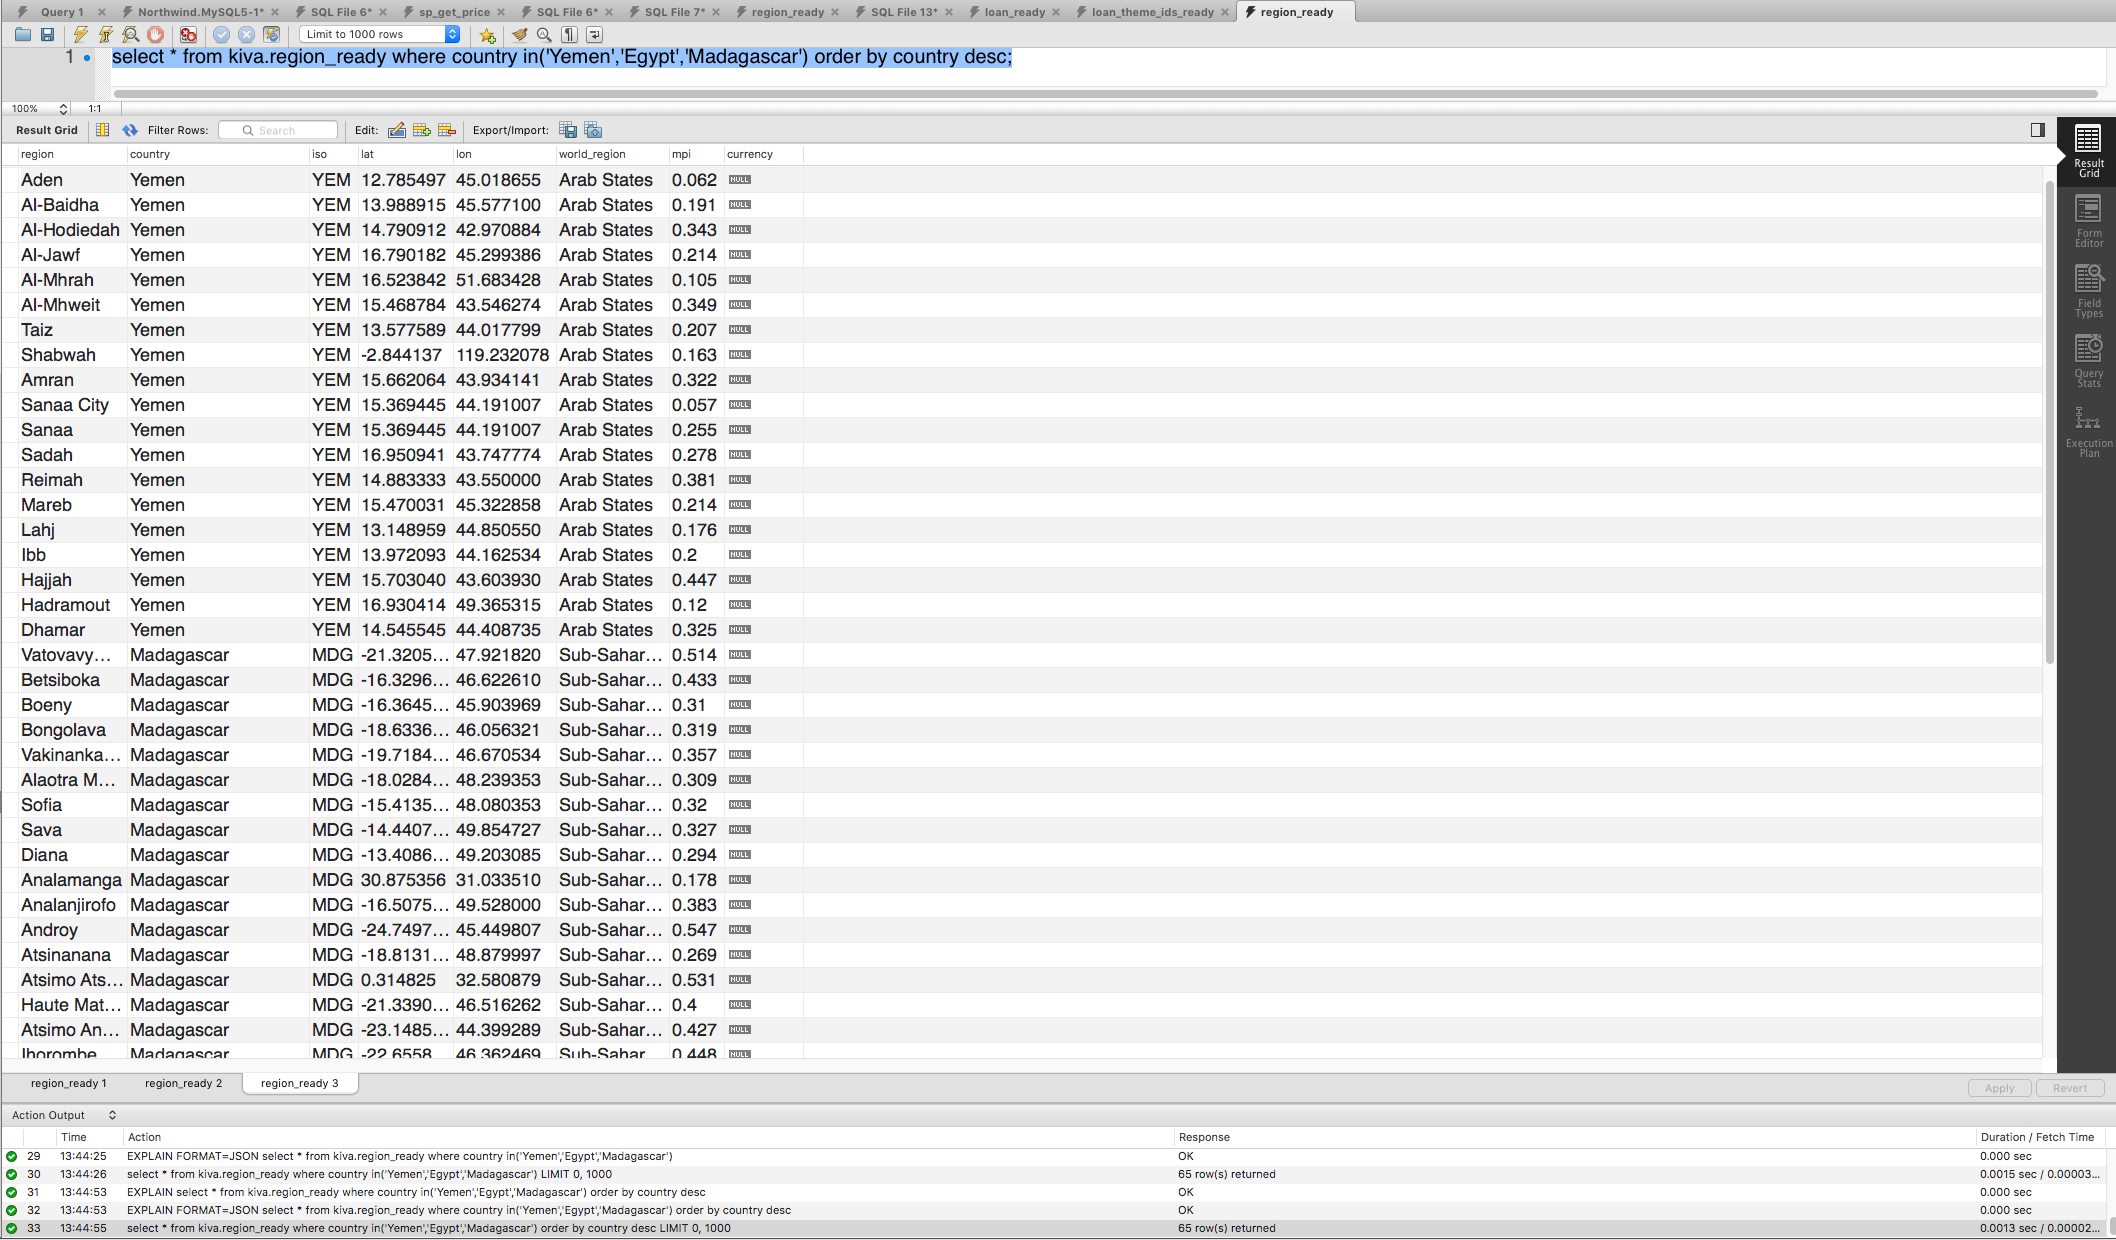 Query 1 Northwind.MySQL5-1* SQL File 6* sp_get_price SQL File 6* SQL File 7* region_ready SQL File 13* loan_ready loan_theme_ids_ready region_ready
Limit to 1000 rows
1 select * from kiva.region_ready where country in('Yemen','Egypt','Madagascar') order by country desc;
100% 1:1
Result Grid Filter Rows: Search Edit: Export/Import:
region country iso lat lon world_region mpi currency
Aden Yemen YEM 12.785497 45.018655 Arab States 0.062 NULL
Al-Baidha Yemen YEM 13.988915 45.577100 Arab States 0.191 NULL
Al-Hodiedah Yemen YEM 14.790912 42.970884 Arab States 0.343 NULL
Al-Jawf Yemen YEM 16.790182 45.299386 Arab States 0.214 NULL
Al-Mhrah Yemen YEM 16.523842 51.683428 Arab States 0.105 NULL
Al-Mhweit Yemen YEM 15.468784 43.546274 Arab States 0.349 NULL
Taiz Yemen YEM 13.577589 44.017799 Arab States 0.207 NULL
Shabwah Yemen YEM -2.844137 119.232078 Arab States 0.163 NULL
Amran Yemen YEM 15.662064 43.934141 Arab States 0.322 NULL
Sanaa City Yemen YEM 15.369445 44.191007 Arab States 0.057 NULL
Sanaa Yemen YEM 15.369445 44.191007 Arab States 0.255 NULL
Sadah Yemen YEM 16.950941 43.747774 Arab States 0.278 NULL
Reimah Yemen YEM 14.883333 43.550000 Arab States 0.381 NULL
Mareb Yemen YEM 15.470031 45.322858 Arab States 0.214 NULL
Lahj Yemen YEM 13.148959 44.850550 Arab States 0.176 NULL
Ibb Yemen YEM 13.972093 44.162534 Arab States 0.2 NULL
Hajjah Yemen YEM 15.703040 43.603930 Arab States 0.447 NULL
Hadramout Yemen YEM 16.930414 49.365315 Arab States 0.12 NULL
Dhamar Yemen YEM 14.545545 44.408735 Arab States 0.325 NULL
Vatovavy... Madagascar MDG -21.3205... 47.921820 Sub-Sahar... 0.514 NULL
Betsiboka Madagascar MDG -16.3296... 46.622610 Sub-Sahar... 0.433 NULL
Boeny Madagascar MDG -16.3645... 45.903969 Sub-Sahar... 0.31 NULL
Bongolava Madagascar MDG -18.6336... 46.056321 Sub-Sahar... 0.319 NULL
Vakinanka... Madagascar MDG -19.7184... 46.670534 Sub-Sahar... 0.357 NULL
Alaotra M... Madagascar MDG -18.0284... 48.239353 Sub-Sahar... 0.309 NULL
Sofia Madagascar MDG -15.4135... 48.080353 Sub-Sahar... 0.32 NULL
Sava Madagascar MDG -14.4407... 49.854727 Sub-Sahar... 0.327 NULL
Diana Madagascar MDG -13.4086... 49.203085 Sub-Sahar... 0.294 NULL
Analamanga Madagascar MDG 30.875356 31.033510 Sub-Sahar... 0.178 NULL
Analanjirofo Madagascar MDG -16.5075... 49.528000 Sub-Sahar... 0.383 NULL
Androy Madagascar MDG -24.7497... 45.449807 Sub-Sahar... 0.547 NULL
Atsinanana Madagascar MDG -18.8131... 48.879997 Sub-Sahar... 0.269 NULL
Atsimo Ats... Madagascar MDG 0.314825 32.580879 Sub-Sahar... 0.531 NULL
Haute Mat... Madagascar MDG -21.3390... 46.516262 Sub-Sahar... 0.4 NULL
Atsimo An... Madagascar MDG -23.1485... 44.399289 Sub-Sahar... 0.427 NULL
Ihorombe Madagascar MDG -22.6558 46.362469 Sub-Sahar 0.448 NULL
Result Grid
Form Editor
Field Types
Query Stats
Execution Plan
region_ready 1 region_ready 2 region_ready 3 Apply Revert
Action Output
Time Action Response Duration / Fetch Time
29 13:44:25 EXPLAIN FORMAT=JSON select * from kiva.region_ready where country in('Yemen','Egypt','Madagascar') OK 0.000 sec
30 13:44:26 select * from kiva.region_ready where country in('Yemen','Egypt','Madagascar') LIMIT 0, 1000 65 row(s) returned 0.0015 sec / 0.00003...
31 13:44:53 EXPLAIN select * from kiva.region_ready where country in('Yemen','Egypt','Madagascar') order by country desc OK 0.000 sec
32 13:44:53 EXPLAIN FORMAT=JSON select * from kiva.region_ready where country in('Yemen','Egypt','Madagascar') order by country desc OK 0.000 sec
33 13:44:55 select * from kiva.region_ready where country in('Yemen','Egypt','Madagascar') order by country desc LIMIT 0, 1000 65 row(s) returned 0.0013 sec / 0.00002...